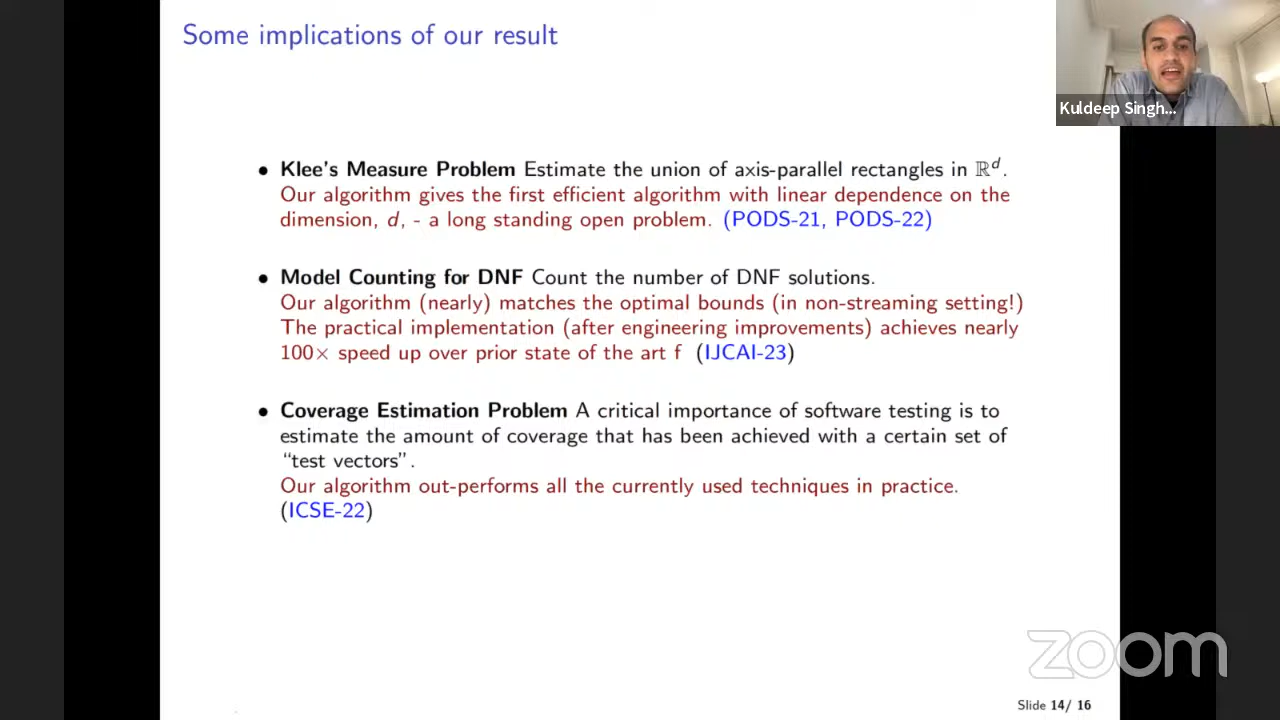 Some implications of our result
Kuldeep Singh...
• Klee's Measure Problem Estimate the union of axis-parallel rectangles in ℝᵈ.
Our algorithm gives the first efficient algorithm with linear dependence on the
dimension, d, - a long standing open problem. (PODS-21, PODS-22)
• Model Counting for DNF Count the number of DNF solutions.
Our algorithm (nearly) matches the optimal bounds (in non-streaming setting!)
The practical implementation (after engineering improvements) achieves nearly
100× speed up over prior state of the art f (IJCAI-23)
• Coverage Estimation Problem A critical importance of software testing is to
estimate the amount of coverage that has been achieved with a certain set of
“test vectors”.
Our algorithm out-performs all the currently used techniques in practice.
(ICSE-22)
zoom
Slide 14/ 16